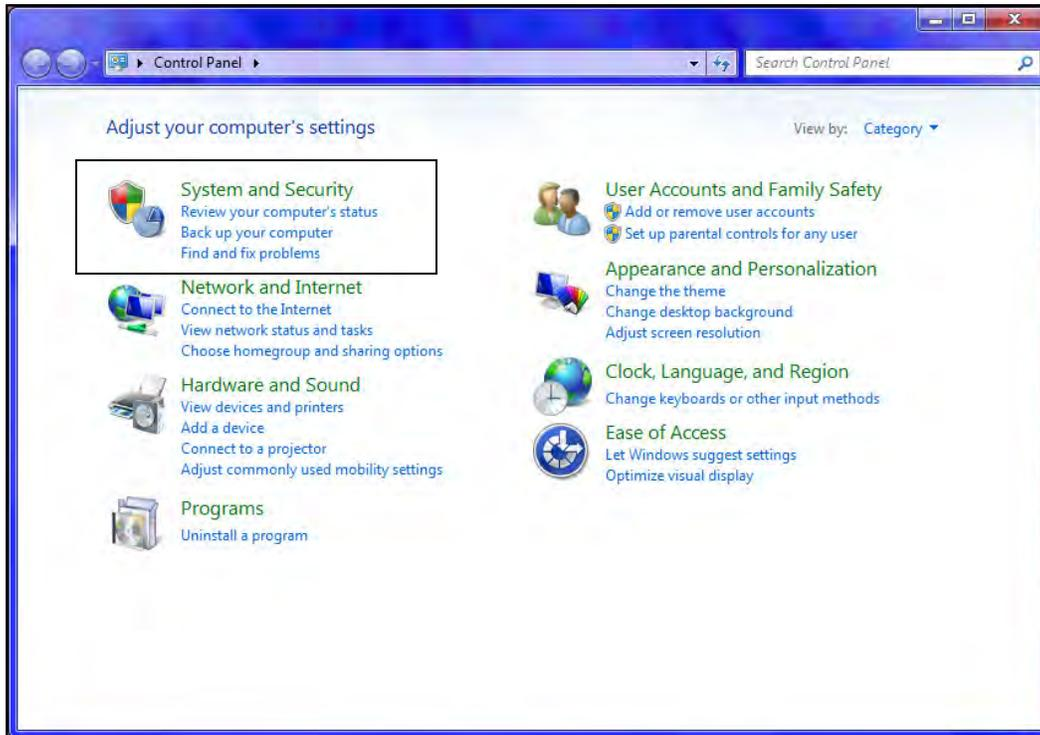 Control Panel
Search Control Panel
Adjust your computer's settings
View by: Category
System and Security
Review your computer's status
Back up your computer
Find and fix problems
Network and Internet
Connect to the Internet
View network status and tasks
Choose homegroup and sharing options
Hardware and Sound
View devices and printers
Add a device
Connect to a projector
Adjust commonly used mobility settings
Programs
Uninstall a program
User Accounts and Family Safety
Add or remove user accounts
Set up parental controls for any user
Appearance and Personalization
Change the theme
Change desktop background
Adjust screen resolution
Clock, Language, and Region
Change keyboards or other input methods
Ease of Access
Let Windows suggest settings
Optimize visual display